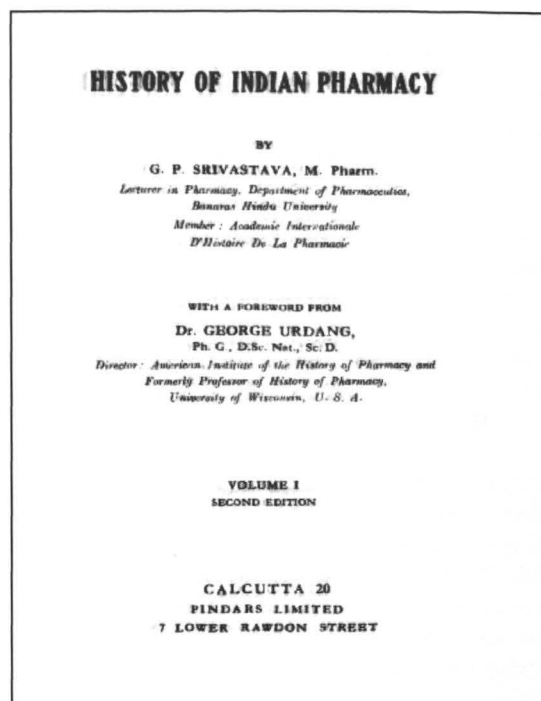 HISTORY OF INDIAN PHARMACY
BY
G. P. SRIVASTAVA, M. Pharm.
Lecturer in Pharmacy, Department of Pharmaceutics,
Banaras Hindu University
Member : Academie Internationale
D'Histoire De La Pharmacie
WITH A FOREWORD FROM
Dr. GEORGE URDANG,
Ph. G., D.Sc. Nat., Sc. D.
Director: American Institute of the History of Pharmacy and
Formerly Professor of History of Pharmacy,
University of Wisconsin, U. S. A.
VOLUME I
SECOND EDITION
CALCUTTA 20
PINDARS LIMITED
7 LOWER RAWDON STREET